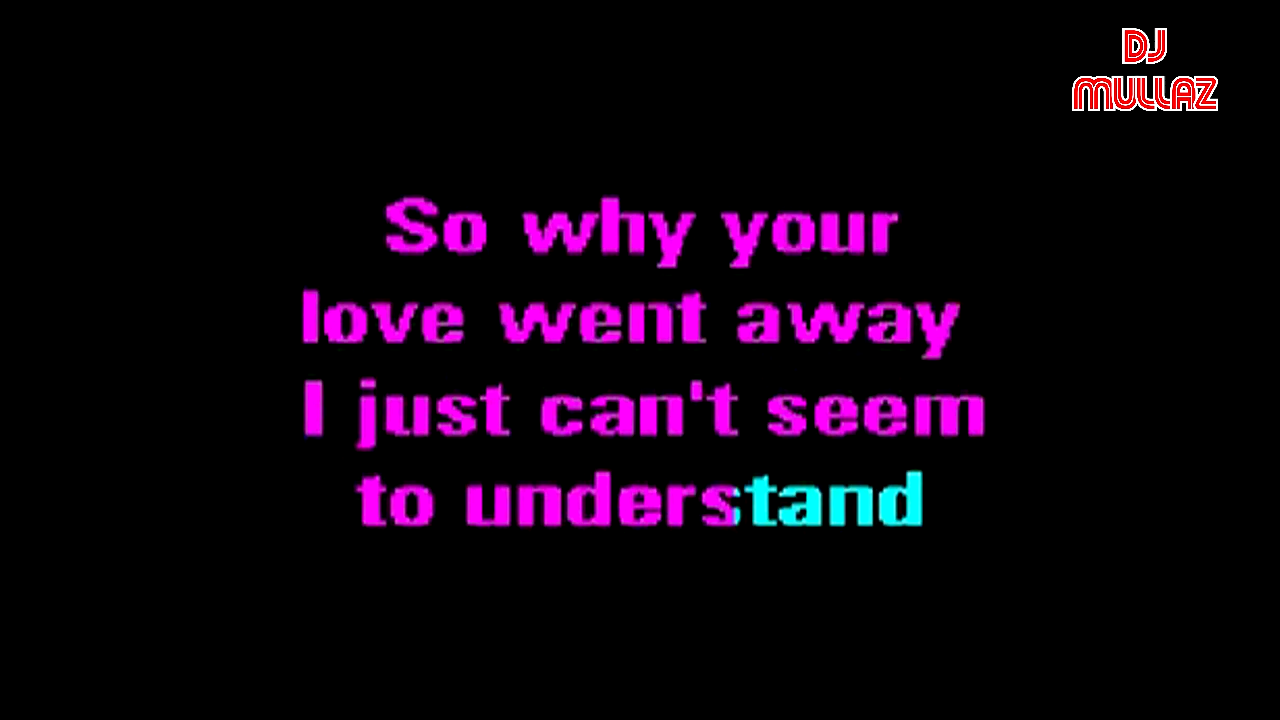 DJ
MULLAZ
So why your
love went away
I just can't seem
to understand